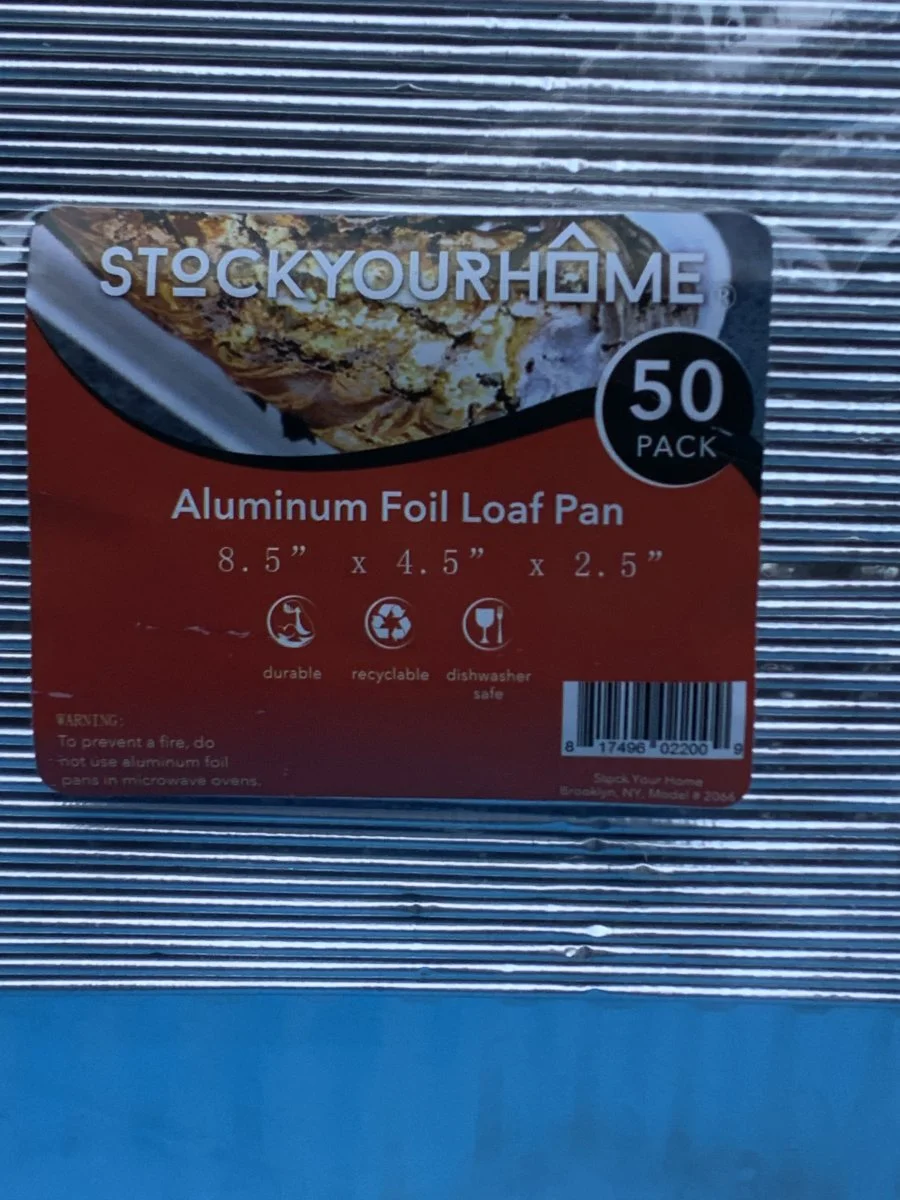 STOCKYOURHOME®
50
PACK
Aluminum Foil Loaf Pan
8.5” x 4.5” x 2.5”
durable recyclable dishwasher
safe
WARNING:
To prevent a fire, do
not use aluminum foil
pans in microwave ovens.
8 17496 02200 9
Stock Your Home
Brooklyn, NY. Model # 2064